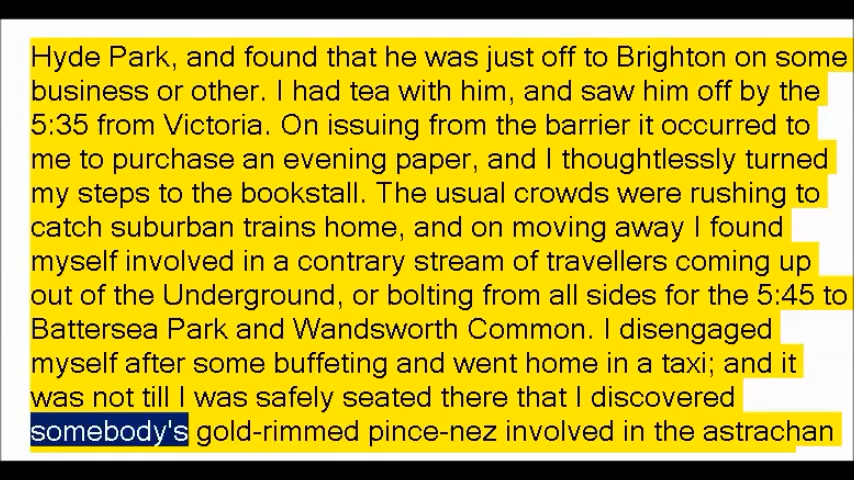 Hyde Park, and found that he was just off to Brighton on some
business or other. I had tea with him, and saw him off by the
5:35 from Victoria. On issuing from the barrier it occurred to
me to purchase an evening paper, and I thoughtlessly turned
my steps to the bookstall. The usual crowds were rushing to
catch suburban trains home, and on moving away I found
myself involved in a contrary stream of travellers coming up
out of the Underground, or bolting from all sides for the 5:45 to
Battersea Park and Wandsworth Common. I disengaged
myself after some buffeting and went home in a taxi; and it
was not till I was safely seated there that I discovered
somebody's gold-rimmed pince-nez involved in the astrachan